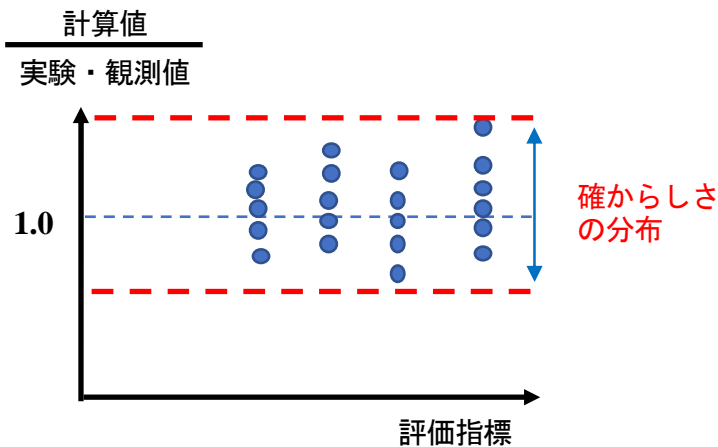 計算値
実験・観測値
1.0
確からしさ
の分布
評価指標